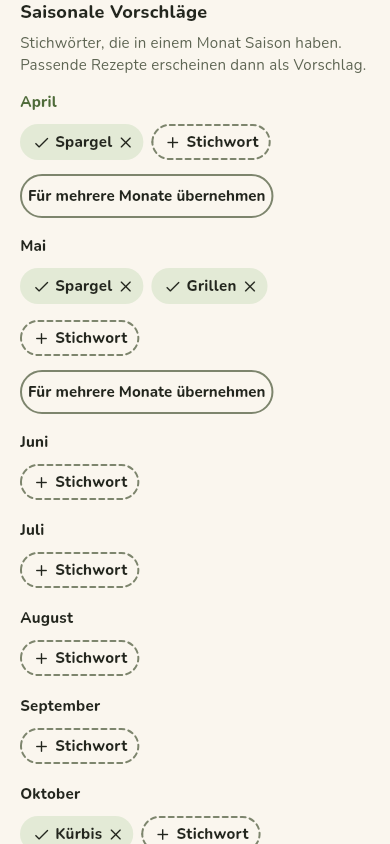 Saisonale Vorschläge
Stichwörter, die in einem Monat Saison haben.
Passende Rezepte erscheinen dann als Vorschlag.
April
Spargel Stichwort
Für mehrere Monate übernehmen
Mai
Spargel Grillen
Stichwort
Für mehrere Monate übernehmen
Juni
Stichwort
Juli
Stichwort
August
Stichwort
September
Stichwort
Oktober
Kürbis Stichwort